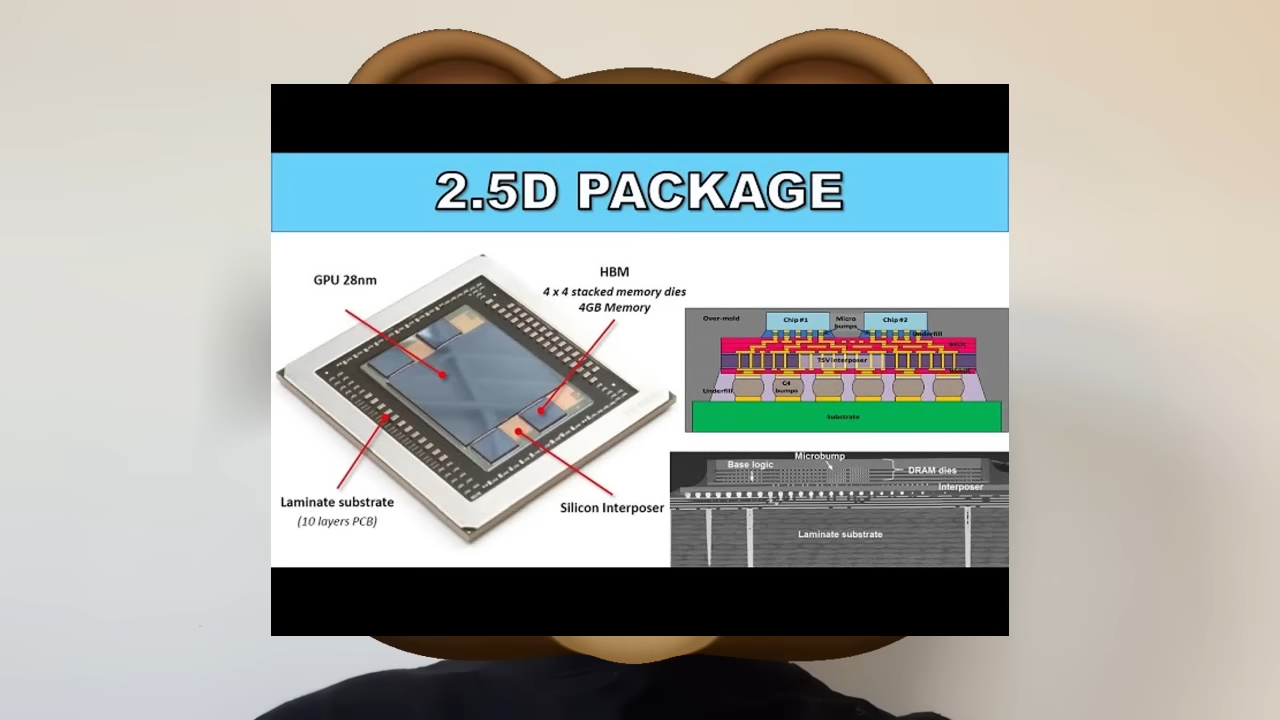 2.5D PACKAGE
GPU 28nm
HBM
4 x 4 stacked memory dies
4GB Memory
Laminate substrate
(10 layers PCB)
Silicon Interposer
Over-mold
Chip #1
Micro
bumps
Chip #2
Underfill
TSV Interposer
Underfill
C4
bumps
Substrate
Microbump
Base logic
DRAM dies
Interposer
Laminate substrate